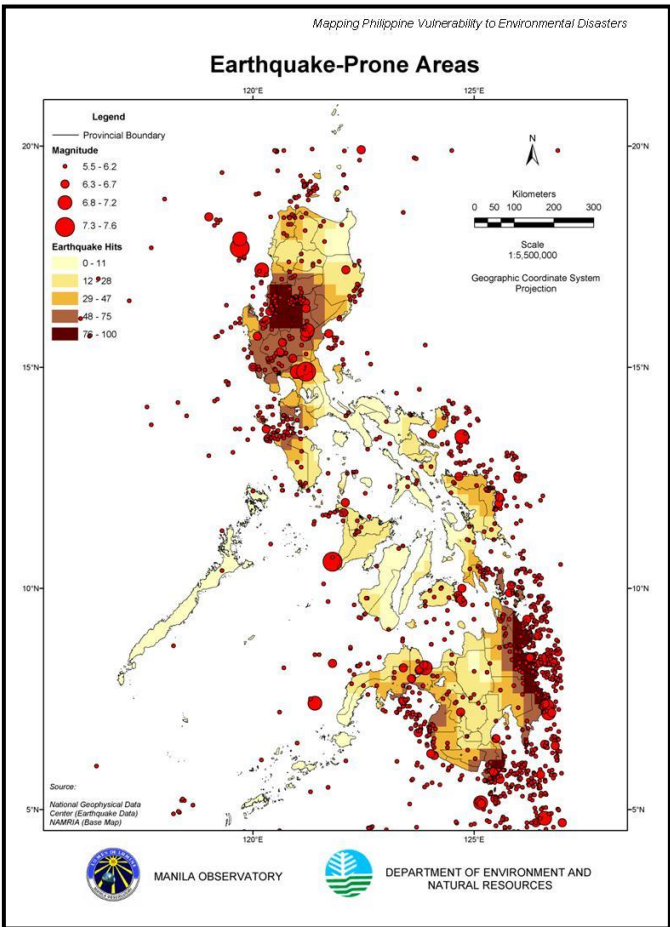 Mapping Philippine Vulnerability to Environmental Disasters
Earthquake-Prone Areas
120°E
125°E
Legend
Provincial Boundary
Magnitude
5.5 - 6.2
6.3 - 6.7
6.8 - 7.2
7.3 - 7.6
Earthquake Hits
0 - 11
12 - 28
29 - 47
48 - 75
76 - 100
N
Kilometers
0 50 100 200 300
Scale
1:5,500,000
Geographic Coordinate System
Projection
20°N
20°N
15°N
15°N
10°N
10°N
5°N
5°N
Source:
National Geophysical Data
Center (Earthquake Data)
NAMRIA (Base Map)
120°E
125°E
MANILA OBSERVATORY
DEPARTMENT OF ENVIRONMENT AND
NATURAL RESOURCES